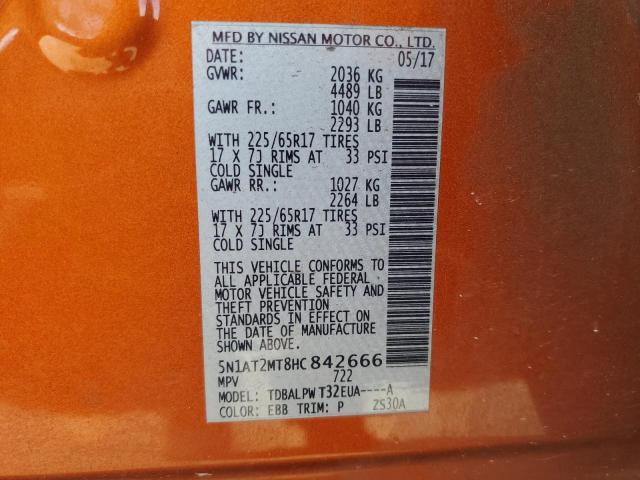 MFD BY NISSAN MOTOR CO., LTD.
DATE: 05/17
GVWR: 2036 KG
4489 LB
GAWR FR.: 1040 KG
2293 LB
WITH 225/65R17 TIRES
17 X 7J RIMS AT 33 PSI
COLD SINGLE
GAWR RR.: 1027 KG
2264 LB
WITH 225/65R17 TIRES
17 X 7J RIMS AT 33 PSI
COLD SINGLE
THIS VEHICLE CONFORMS TO
ALL APPLICABLE FEDERAL
MOTOR VEHICLE SAFETY AND
THEFT PREVENTION
STANDARDS IN EFFECT ON
THE DATE OF MANUFACTURE
SHOWN ABOVE.
5N1AT2MT8HC842666
MPV 722
MODEL: TDBALPW T32EUA----A
COLOR: EBB TRIM: P ZS30A